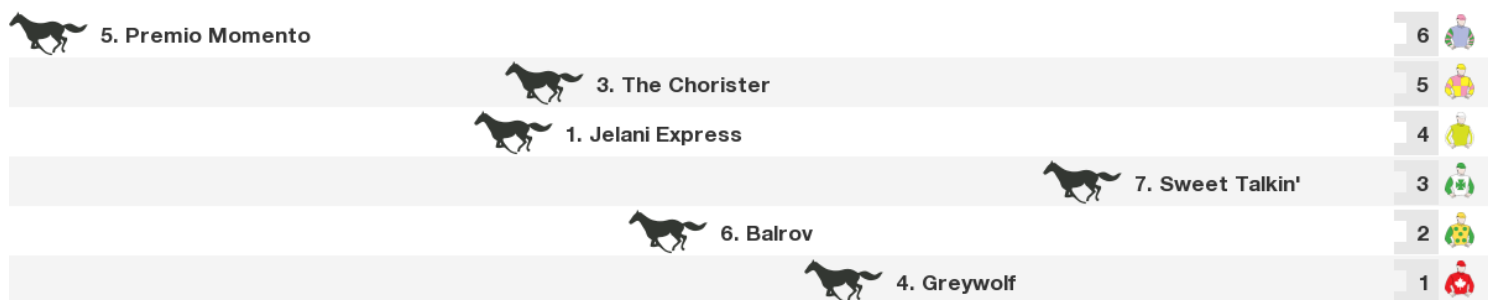 5. Premio Momento 6
3. The Chorister 5
1. Jelani Express 4
7. Sweet Talkin' 3
6. Balrov 2
4. Greywolf 1